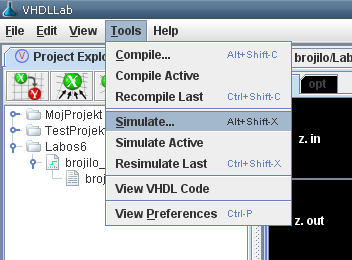 VHDLLab
File Edit View Tools Help
Project Explo
brojilo/Labo
Compile... Alt+Shift-C
Compile Active
opt
Recompile Last Ctrl+Shift-C
MojProjekt
Simulate... Alt+Shift-X
TestProjekt
z. in
Labos6
Simulate Active
brojilo_
Resimulate Last Ctrl+Shift-X
broj
View VHDL Code
View Preferences Ctrl-P
z. out